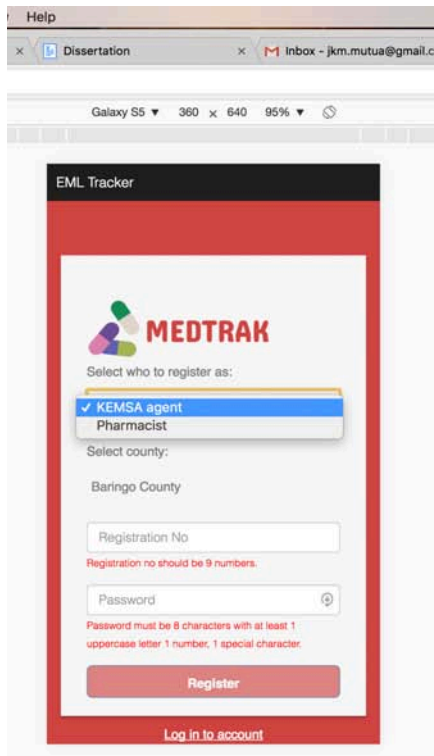 Help
Dissertation
Inbox - jkm.mutua@gmail.c
Galaxy S5 ▼ 360 x 640 95% ▼
EML Tracker
MEDTRAK
Select who to register as:
✓ KEMSA agent
Pharmacist
Select county:
Baringo County
Registration No
Registration no should be 9 numbers.
Password
Password must be 8 characters with at least 1
uppercase letter 1 number, 1 special character.
Register
Log in to account